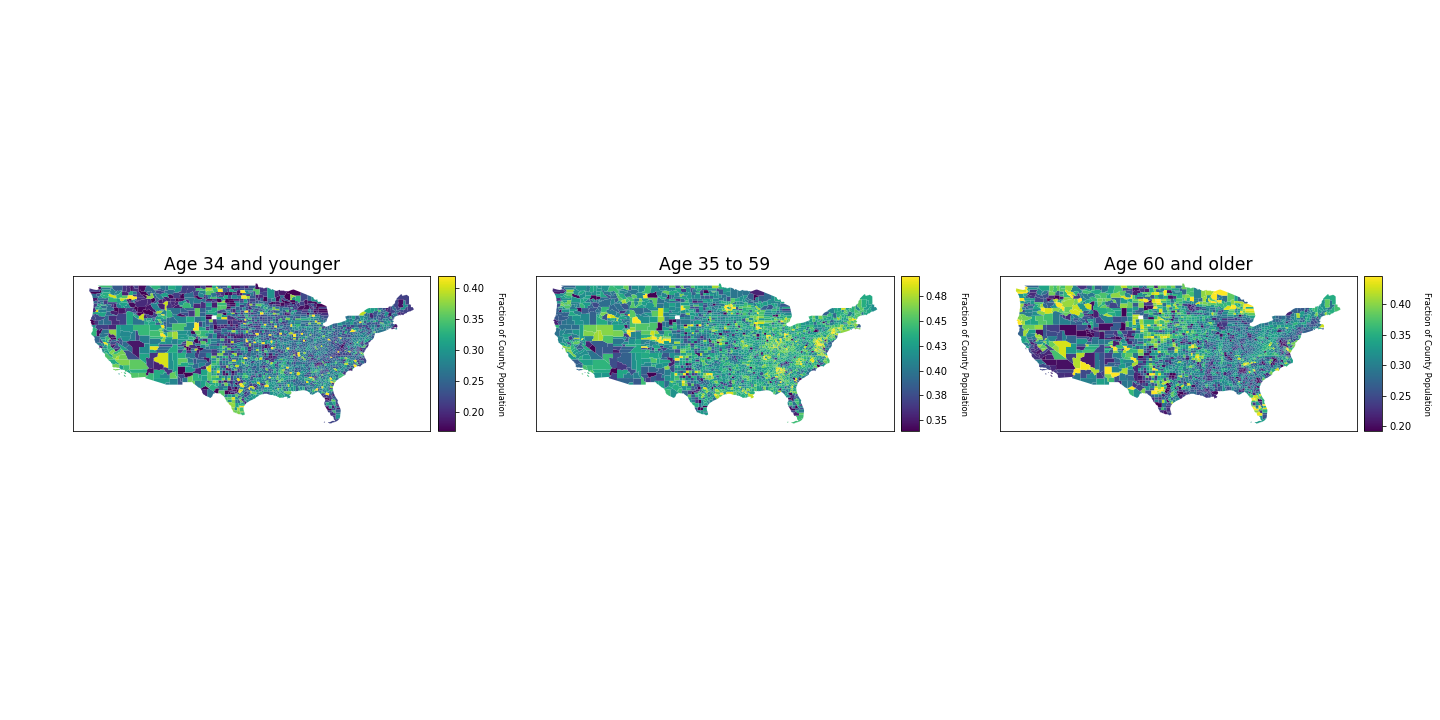 Age 34 and younger
0.40
0.35
0.30
0.25
0.20
Fraction of County Population
Age 35 to 59
0.48
0.45
0.43
0.40
0.38
0.35
Fraction of County Population
Age 60 and older
0.40
0.35
0.30
0.25
0.20
Fraction of County Population